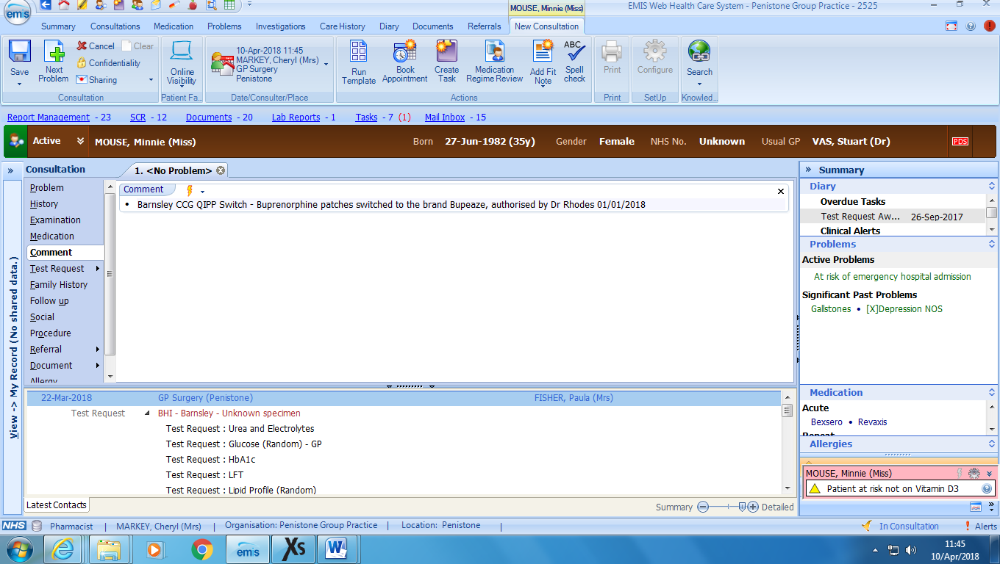 emis
MOUSE, Minnie (Miss)
EMIS Web Health Care System - Penistone Group Practice - 2525
Summary Consultations Medication Problems Investigations Care History Diary Documents Referrals New Consultation
Save
Next Problem
Cancel Clear
Confidentiality
Sharing
Consultation
Online Visibility
Patient Fa...
10-Apr-2018 11:45
MARKEY, Cheryl (Mrs)
GP Surgery
Penistone
Date/Consulter/Place
Run Template
Book Appointment
Create Task
Medication Regime Review
Add Fit Note
ABC
Spell check
Actions
Print
Print
Configure
SetUp
Search
Knowled...
Report Management - 23 SCR - 12 Documents - 20 Lab Reports - 1 Tasks - 7 (1) Mail Inbox - 15
Active MOUSE, Minnie (Miss) Born 27-Jun-1982 (35y) Gender Female NHS No. Unknown Usual GP VAS, Stuart (Dr) PDS
View -> My Record (No shared data.)
Consultation
Problem
History
Examination
Medication
Comment
Test Request
Family History
Follow up
Social
Procedure
Referral
Document
Allergy
1. <No Problem>
Comment
• Barnsley CCG QIPP Switch - Buprenorphine patches switched to the brand Bupeaze, authorised by Dr Rhodes 01/01/2018
22-Mar-2018 GP Surgery (Penistone) FISHER, Paula (Mrs)
Test Request BHI - Barnsley - Unknown specimen
Test Request : Urea and Electrolytes
Test Request : Glucose (Random) - GP
Test Request : HbA1c
Test Request : LFT
Test Request : Lipid Profile (Random)
Latest Contacts
Summary Detailed
Summary
Diary
Overdue Tasks
Test Request Aw... 26-Sep-2017
Clinical Alerts
Problems
Active Problems
At risk of emergency hospital admission
Significant Past Problems
Gallstones • [X]Depression NOS
Medication
Acute
Bexsero • Revaxis
Repeat
Allergies
MOUSE, Minnie (Miss)
Patient at risk not on Vitamin D3
NHS Pharmacist | MARKEY, Cheryl (Mrs) | Organisation: Penistone Group Practice | Location: Penistone |
In Consultation Alerts
emis
Xs
W
11:45
10/Apr/2018